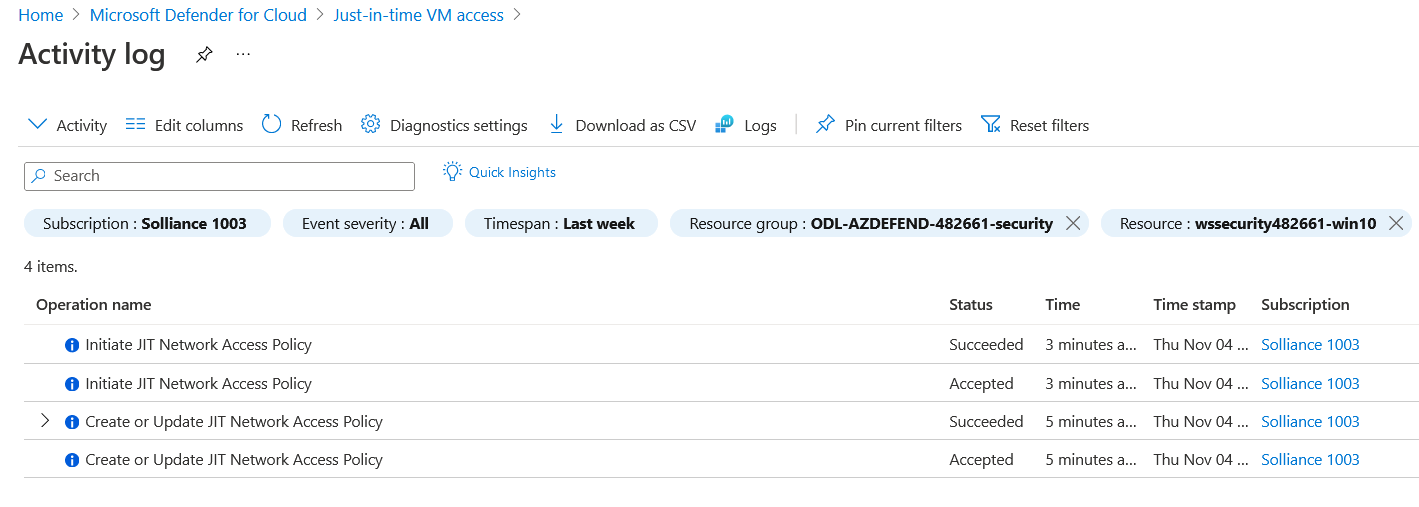 Home > Microsoft Defender for Cloud > Just-in-time VM access >
Activity log ...
Activity Edit columns Refresh Diagnostics settings Download as CSV Logs Pin current filters Reset filters
Search Quick Insights
Subscription : Solliance 1003 Event severity : All Timespan : Last week Resource group : ODL-AZDEFEND-482661-security Resource : wssecurity482661-win10
4 items.
Operation name Status Time Time stamp Subscription
Initiate JIT Network Access Policy Succeeded 3 minutes a... Thu Nov 04 ... Solliance 1003
Initiate JIT Network Access Policy Accepted 3 minutes a... Thu Nov 04 ... Solliance 1003
Create or Update JIT Network Access Policy Succeeded 5 minutes a... Thu Nov 04 ... Solliance 1003
Create or Update JIT Network Access Policy Accepted 5 minutes a... Thu Nov 04 ... Solliance 1003